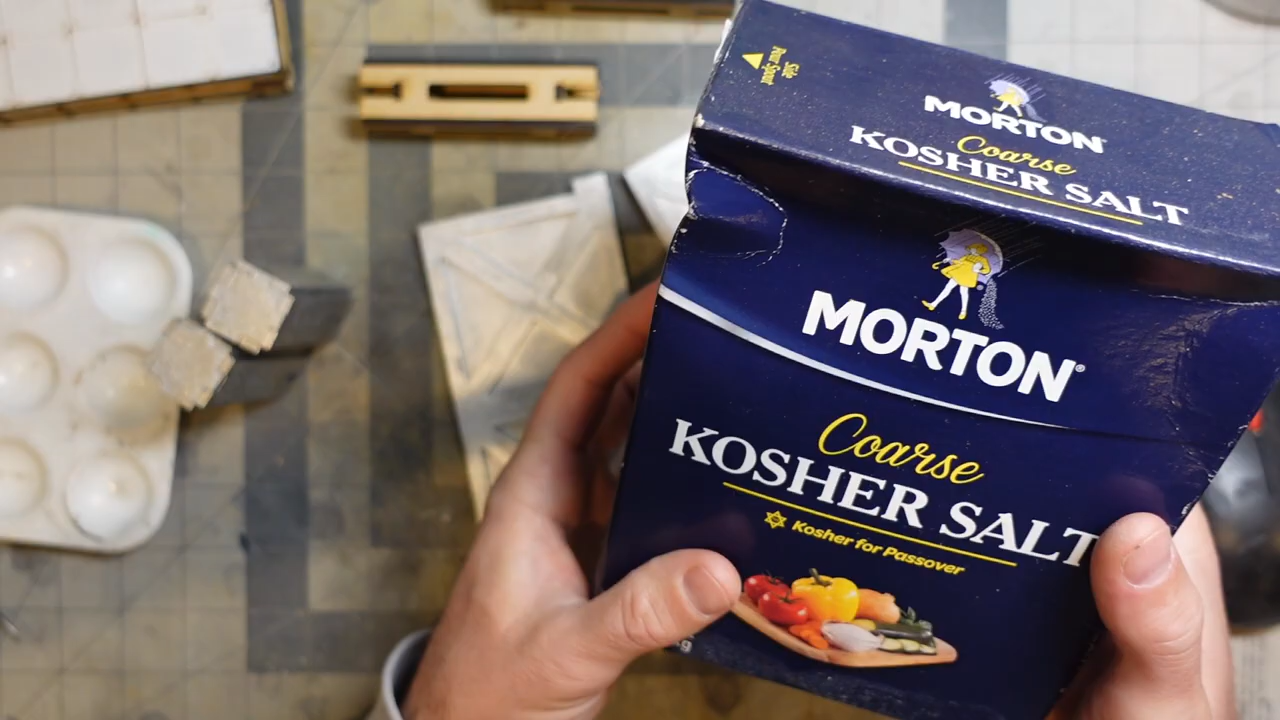 Side
Pour Spout
MORTON®
Coarse
KOSHER SALT
MORTON®
Coarse
KOSHER SALT
Kosher for Passover
g